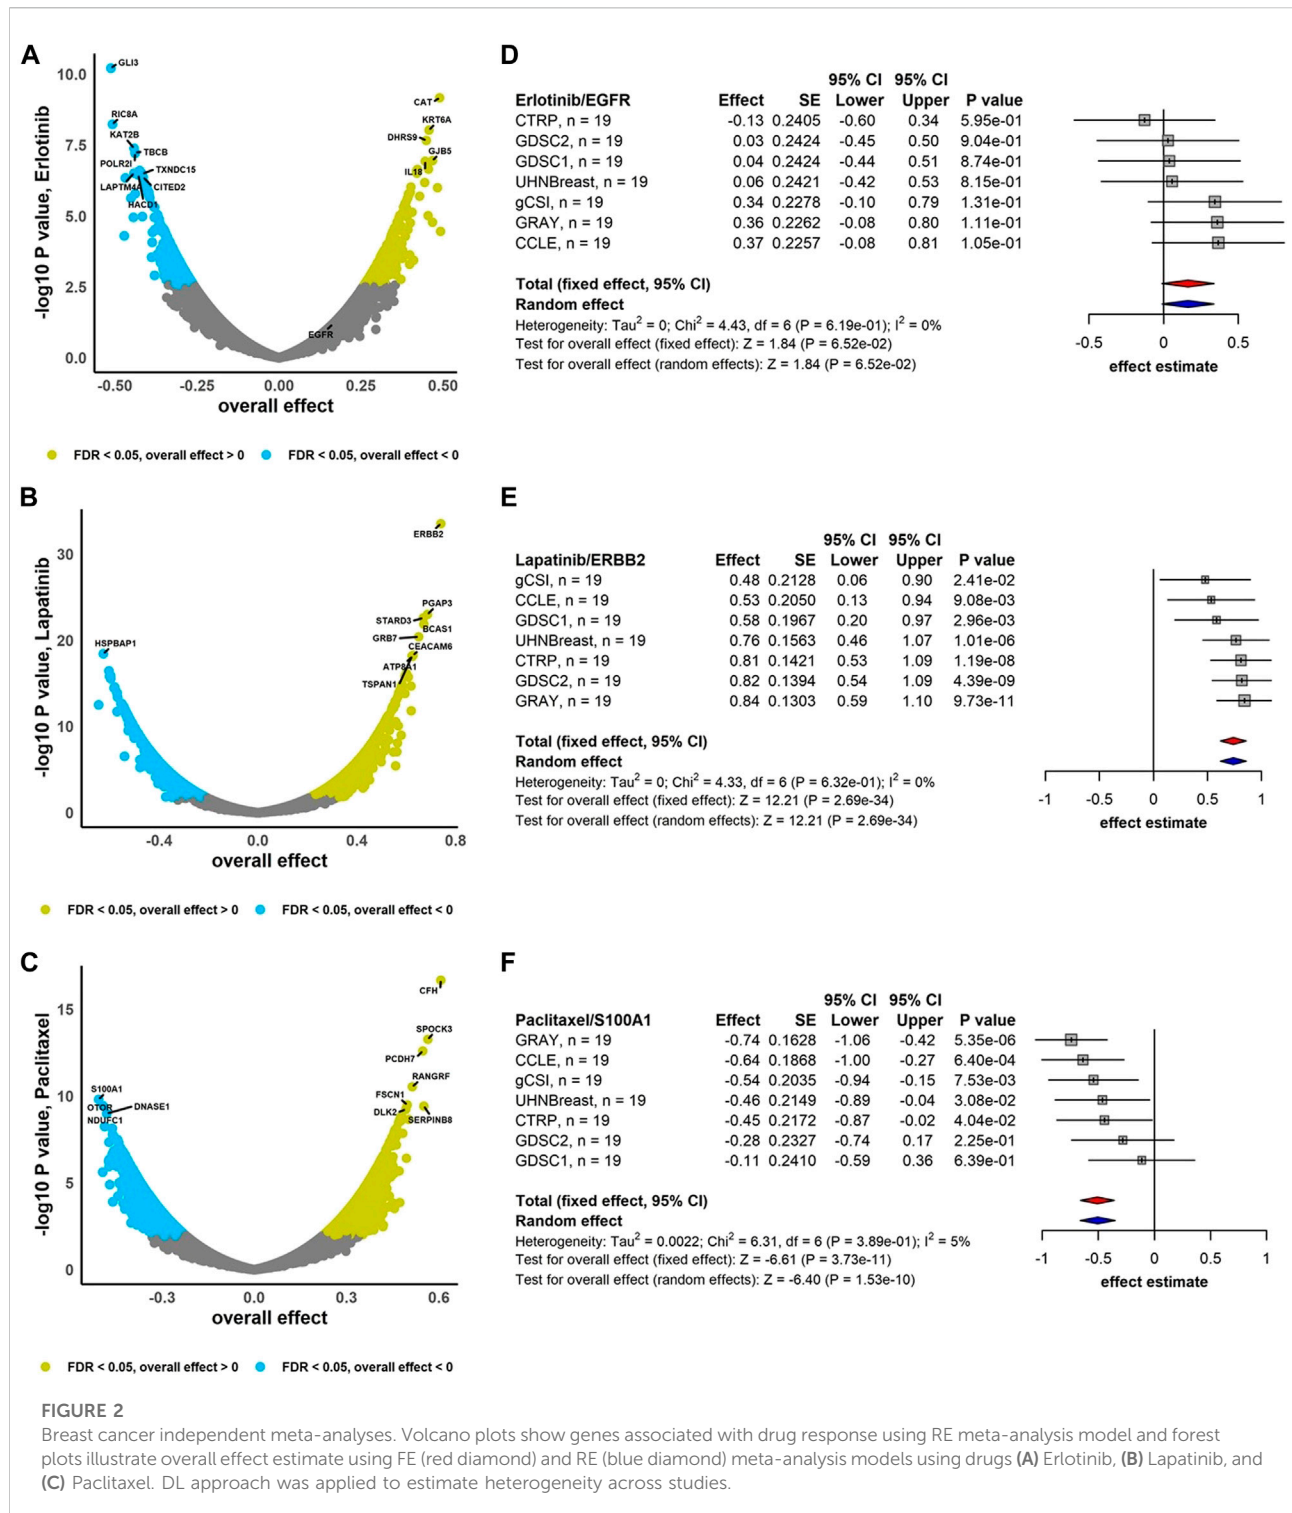 A
-log10 P value, Erlotinib
10.0
7.5
5.0
2.5
0.0
GLI3
RIC8A
KAT2B
TBCB
POLR2I
TXNDC15
LAPTM4A
CITED2
HACD1
CAT
KRT6A
DHRS9
GJB5
IL18
EGFR
-0.50 -0.25 0.00 0.25 0.50
overall effect
FDR < 0.05, overall effect > 0 FDR < 0.05, overall effect < 0
D
95% CI 95% CI
Erlotinib/EGFR Effect SE Lower Upper P value
CTRP, n = 19 -0.13 0.2405 -0.60 0.34 5.95e-01
GDSC2, n = 19 0.03 0.2424 -0.45 0.50 9.04e-01
GDSC1, n = 19 0.04 0.2424 -0.44 0.51 8.74e-01
UHNBreast, n = 19 0.06 0.2421 -0.42 0.53 8.15e-01
gCSI, n = 19 0.34 0.2278 -0.10 0.79 1.31e-01
GRAY, n = 19 0.36 0.2262 -0.08 0.80 1.11e-01
CCLE, n = 19 0.37 0.2257 -0.08 0.81 1.05e-01
Total (fixed effect, 95% CI)
Random effect
Heterogeneity: Tau² = 0; Chi² = 4.43, df = 6 (P = 6.19e-01); I² = 0%
Test for overall effect (fixed effect): Z = 1.84 (P = 6.52e-02)
Test for overall effect (random effects): Z = 1.84 (P = 6.52e-02)
-0.5 0 0.5
effect estimate
B
-log10 P value, Lapatinib
30
20
10
0
HSPBAP1
ERBB2
PGAP3
STARD3
BCAS1
GRB7
CEACAM6
ATP8A1
TSPAN1
-0.4 0.0 0.4 0.8
overall effect
FDR < 0.05, overall effect > 0 FDR < 0.05, overall effect < 0
E
95% CI 95% CI
Lapatinib/ERBB2 Effect SE Lower Upper P value
gCSI, n = 19 0.48 0.2128 0.06 0.90 2.41e-02
CCLE, n = 19 0.53 0.2050 0.13 0.94 9.08e-03
GDSC1, n = 19 0.58 0.1967 0.20 0.97 2.96e-03
UHNBreast, n = 19 0.76 0.1563 0.46 1.07 1.01e-06
CTRP, n = 19 0.81 0.1421 0.53 1.09 1.19e-08
GDSC2, n = 19 0.82 0.1394 0.54 1.09 4.39e-09
GRAY, n = 19 0.84 0.1303 0.59 1.10 9.73e-11
Total (fixed effect, 95% CI)
Random effect
Heterogeneity: Tau² = 0; Chi² = 4.33, df = 6 (P = 6.32e-01); I² = 0%
Test for overall effect (fixed effect): Z = 12.21 (P = 2.69e-34)
Test for overall effect (random effects): Z = 12.21 (P = 2.69e-34)
-1 -0.5 0 0.5 1
effect estimate
C
-log10 P value, Paclitaxel
15
10
5
0
S100A1
OTOR
DNASE1
NDUFC1
CFH
SPOCK3
PCDH7
RANGRF
FSCN1
DLK2
SERPINB8
-0.3 0.0 0.3 0.6
overall effect
FDR < 0.05, overall effect > 0 FDR < 0.05, overall effect < 0
F
95% CI 95% CI
Paclitaxel/S100A1 Effect SE Lower Upper P value
GRAY, n = 19 -0.74 0.1628 -1.06 -0.42 5.35e-06
CCLE, n = 19 -0.64 0.1868 -1.00 -0.27 6.40e-04
gCSI, n = 19 -0.54 0.2035 -0.94 -0.15 7.53e-03
UHNBreast, n = 19 -0.46 0.2149 -0.89 -0.04 3.08e-02
CTRP, n = 19 -0.45 0.2172 -0.87 -0.02 4.04e-02
GDSC2, n = 19 -0.28 0.2327 -0.74 0.17 2.25e-01
GDSC1, n = 19 -0.11 0.2410 -0.59 0.36 6.39e-01
Total (fixed effect, 95% CI)
Random effect
Heterogeneity: Tau² = 0.0022; Chi² = 6.31, df = 6 (P = 3.89e-01); I² = 5%
Test for overall effect (fixed effect): Z = -6.61 (P = 3.73e-11)
Test for overall effect (random effects): Z = -6.40 (P = 1.53e-10)
-1 -0.5 0 0.5 1
effect estimate
FIGURE 2
Breast cancer independent meta-analyses. Volcano plots show genes associated with drug response using RE meta-analysis model and forest
plots illustrate overall effect estimate using FE (red diamond) and RE (blue diamond) meta-analysis models using drugs (A) Erlotinib, (B) Lapatinib, and
(C) Paclitaxel. DL approach was applied to estimate heterogeneity across studies.